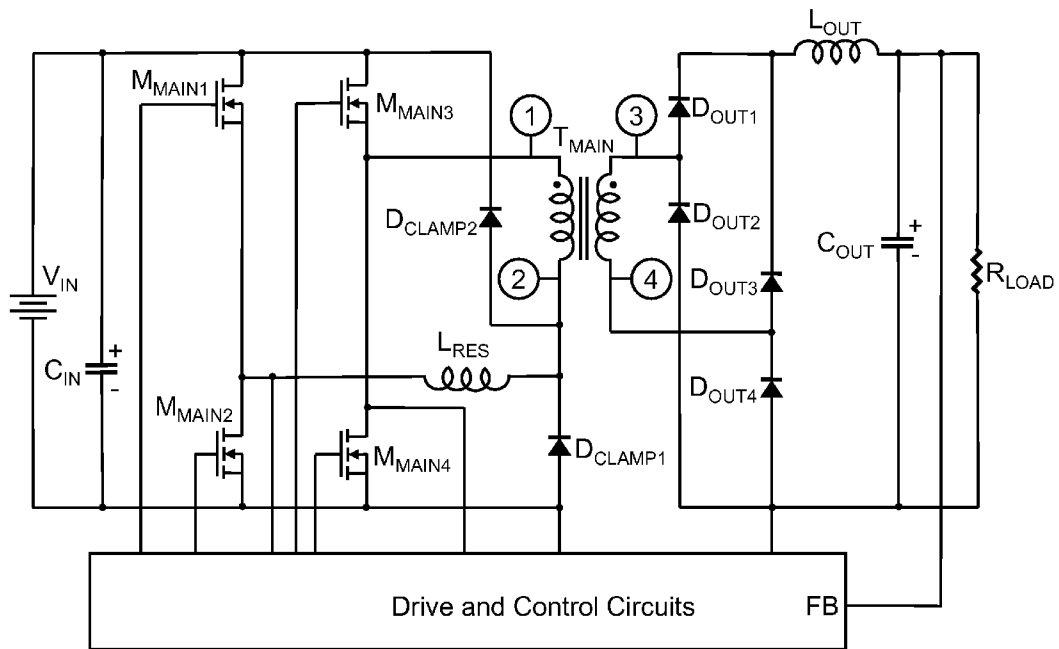 L_OUT
M_MAIN1
M_MAIN3
1
3
T_MAIN
D_OUT1
D_CLAMP2
D_OUT2
C_OUT
+
-
V_IN
2
4
D_OUT3
R_LOAD
C_IN
+
-
L_RES
D_OUT4
M_MAIN2
M_MAIN4
D_CLAMP1
Drive and Control Circuits
FB